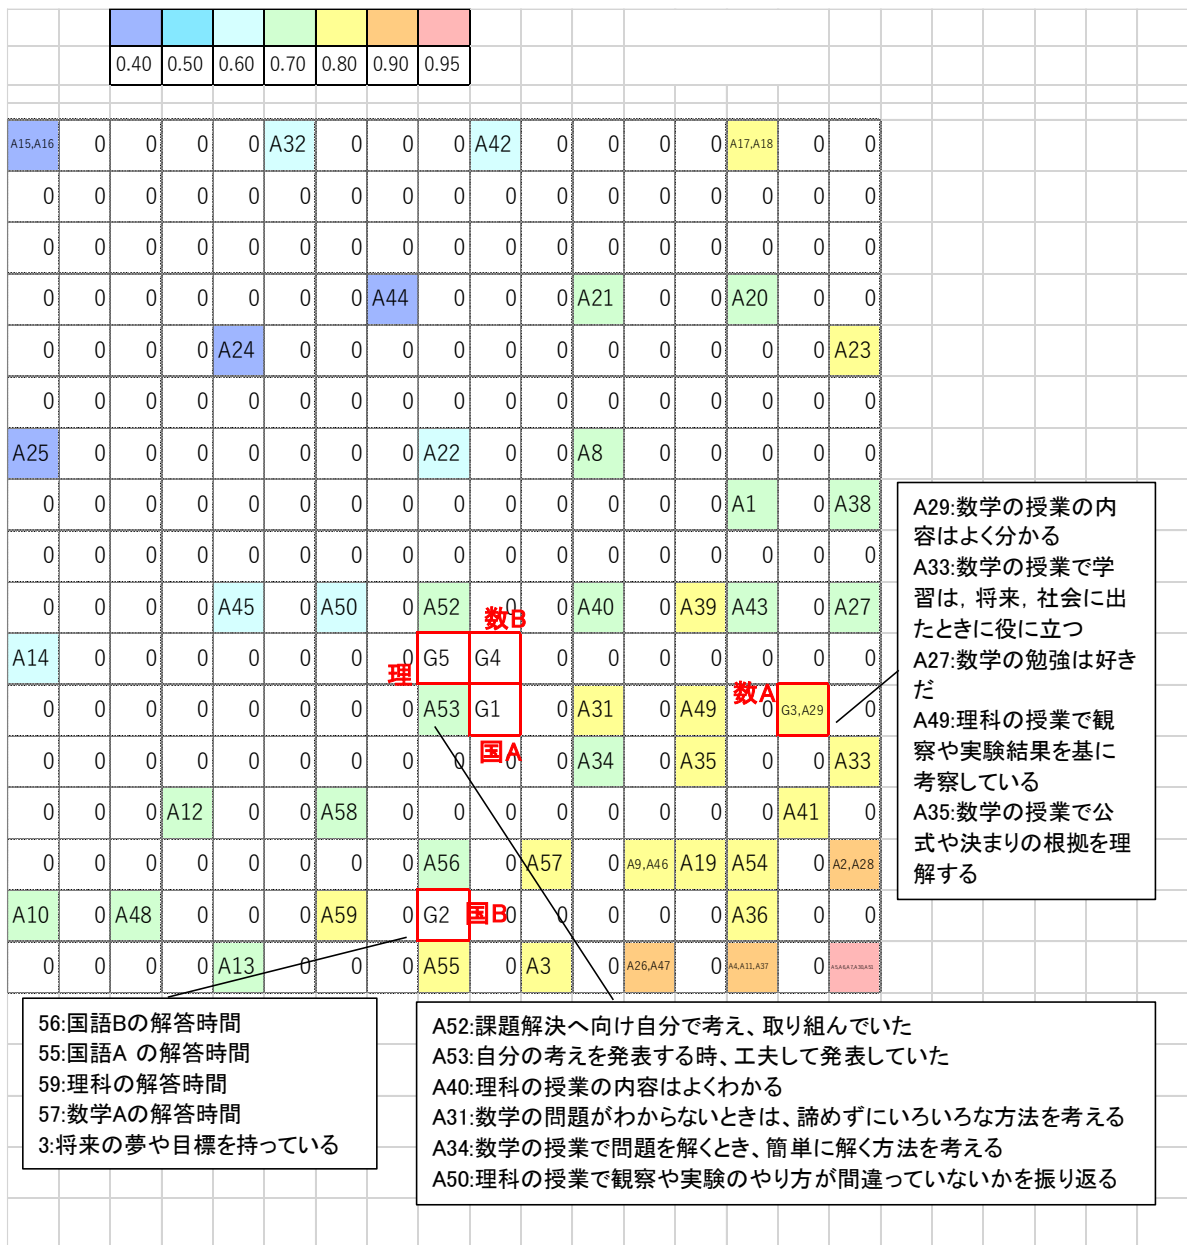 0.40 0.50 0.60 0.70 0.80 0.90 0.95
A15,A16 0 0 0 0 A32 0 0 0 A42 0 0 0 0 A17,A18 0 0
0 0 0 0 0 0 0 0 0 0 0 0 0 0 0 0 0
0 0 0 0 0 0 0 0 0 0 0 0 0 0 0 0 0
0 0 0 0 0 0 0 A44 0 0 0 A21 0 0 A20 0 0
0 0 0 0 A24 0 0 0 0 0 0 0 0 0 0 0 A23
0 0 0 0 0 0 0 0 0 0 0 0 0 0 0 0 0
A25 0 0 0 0 0 0 0 A22 0 0 A8 0 0 0 0 0
0 0 0 0 0 0 0 0 0 0 0 0 0 0 A1 0 A38
0 0 0 0 0 0 0 0 0 0 0 0 0 0 0 0 0
0 0 0 0 A45 0 A50 0 A52 0 0 A40 0 A39 A43 0 A27
数B
A14 0 0 0 0 0 0 0 G5 G4 0 0 0 0 0 0 0
理
0 0 0 0 0 0 0 0 A53 G1 0 A31 0 A49 0 G3,A29 0
数A
国A
0 0 0 0 0 0 0 0 0 0 0 A34 0 A35 0 0 A33
0 0 0 A12 0 0 A58 0 0 0 0 0 0 0 0 A41 0
0 0 0 0 0 0 0 0 A56 0 A57 0 A9,A46 A19 A54 0 A2,A28
A10 0 A48 0 0 0 A59 0 G2 0 0 0 0 0 A36 0 0
国B
0 0 0 0 A13 0 0 0 A55 0 A3 0 A26,A47 0 A4,A11,A37 0
A29:数学の授業の内
容はよく分かる
A33:数学の授業で学
習は，将来，社会に出
たときに役に立つ
A27:数学の勉強は好き
だ
A49:理科の授業で観
察や実験結果を基に
考察している
A35:数学の授業で公
式や決まりの根拠を理
解する
56:国語Bの解答時間
55:国語A の解答時間
59:理科の解答時間
57:数学Aの解答時間
3:将来の夢や目標を持っている
A52:課題解決へ向け自分で考え、取り組んでいた
A53:自分の考えを発表する時、工夫して発表していた
A40:理科の授業の内容はよくわかる
A31:数学の問題がわからないときは、諦めずにいろいろな方法を考える
A34:数学の授業で問題を解くとき、簡単に解く方法を考える
A50:理科の授業で観察や実験のやり方が間違っていないかを振り返る